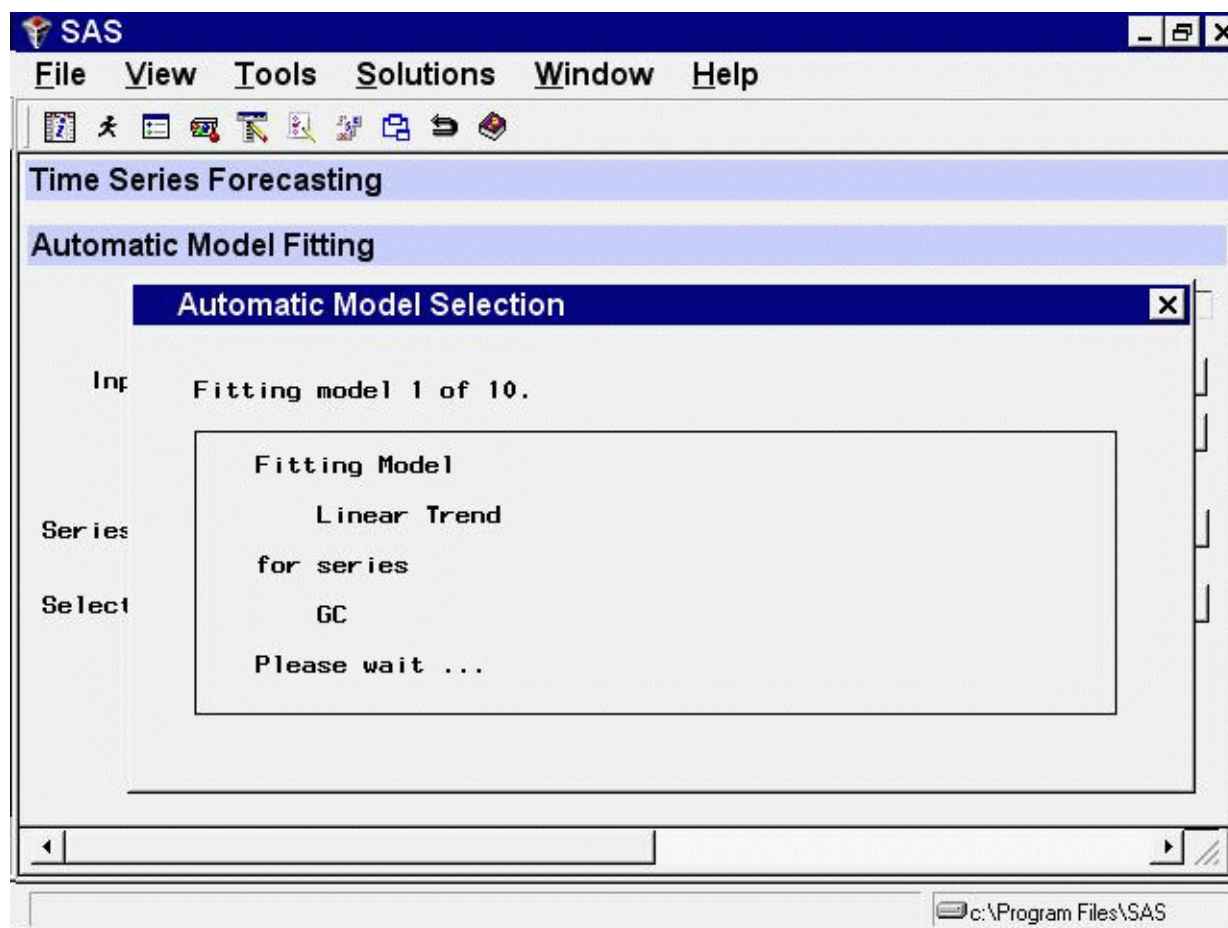 SAS
File View Tools Solutions Window Help
Time Series Forecasting
Automatic Model Fitting
Automatic Model Selection
Fitting model 1 of 10.
Fitting Model
Linear Trend
for series
GC
Please wait ...
Series
Select
c:\Program Files\SAS